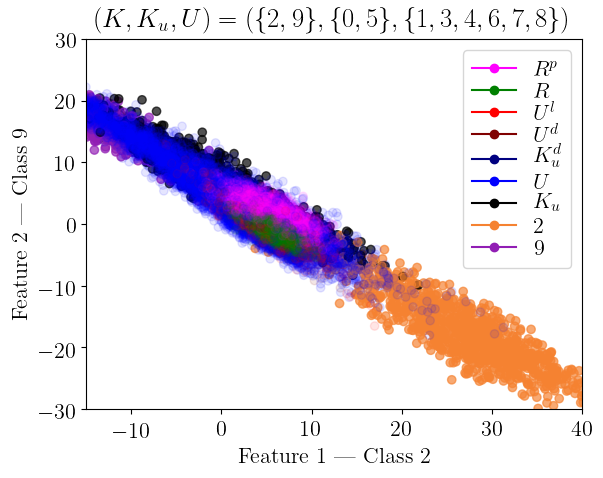 (K, K_u, U) = ({2, 9}, {0, 5}, {1, 3, 4, 6, 7, 8})
30
20
10
0
−10
−20
−30
Feature 2 — Class 9
R^p
R
U^l
U^d
K_u^d
U
K_u
2
9
−10
0
10
20
30
40
Feature 1 — Class 2